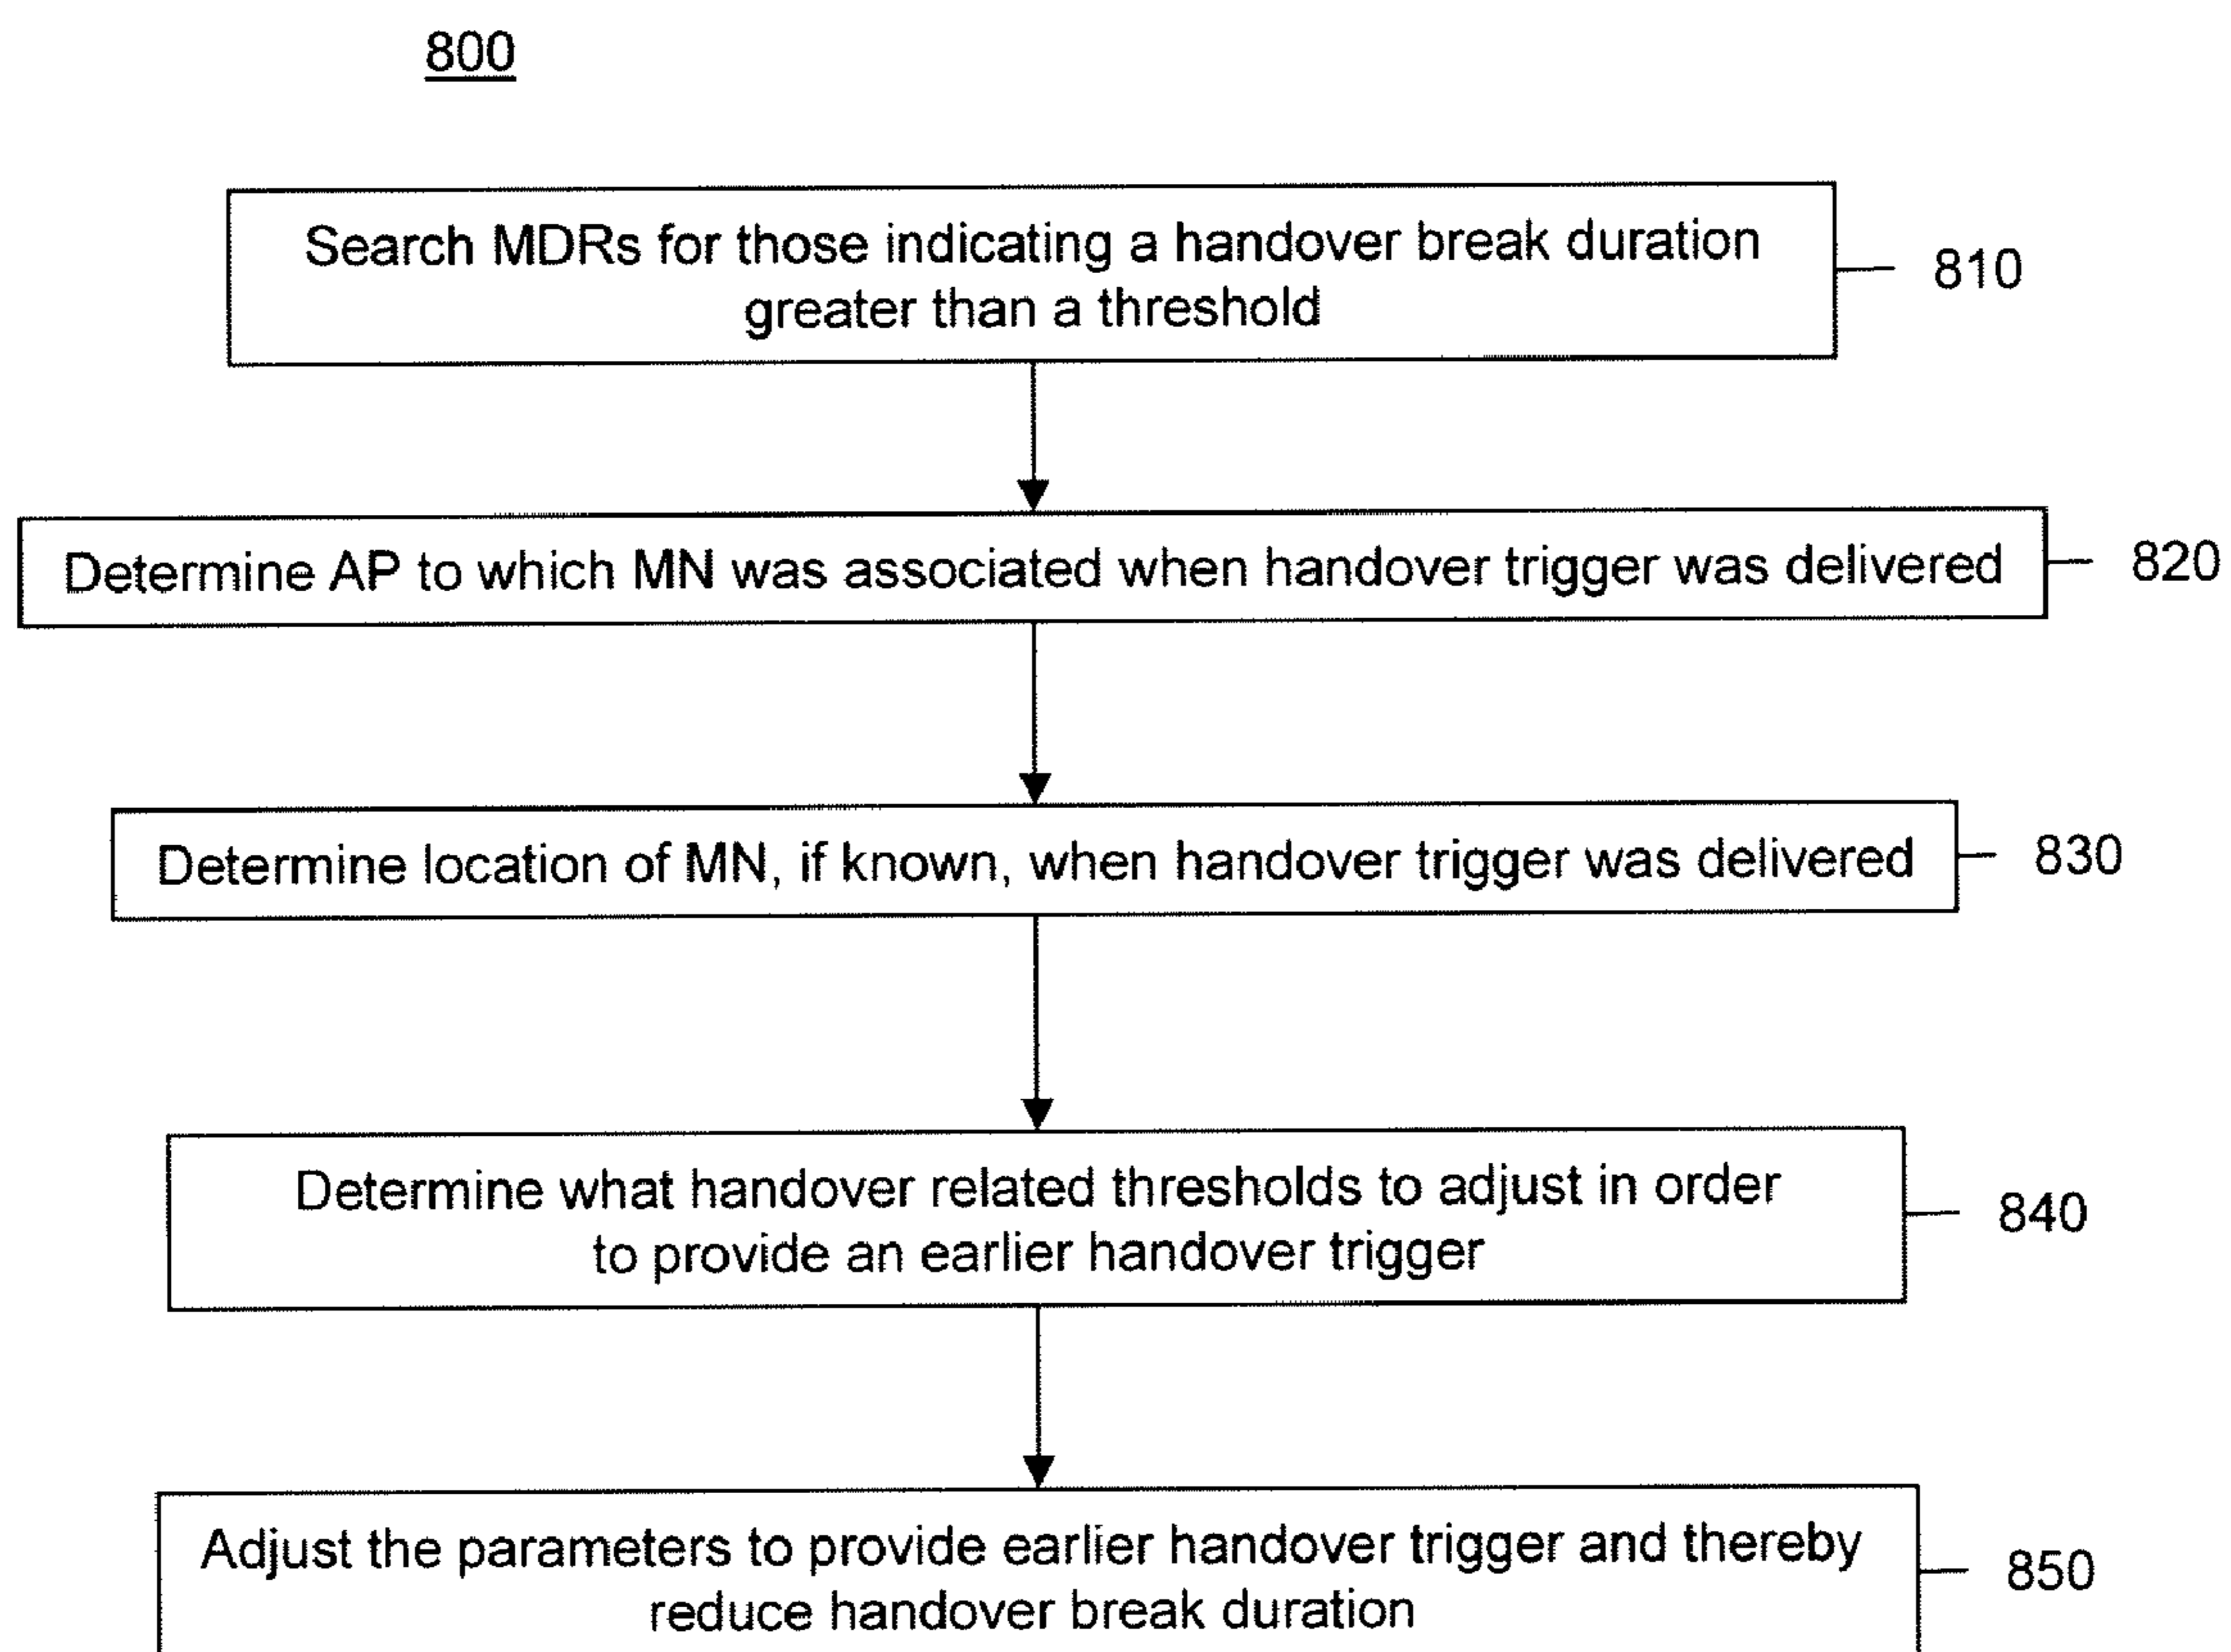 800
Search MDRs for those indicating a handover break duration
greater than a threshold
810
Determine AP to which MN was associated when handover trigger was delivered
820
Determine location of MN, if known, when handover trigger was delivered
830
Determine what handover related thresholds to adjust in order
to provide an earlier handover trigger
840
Adjust the parameters to provide earlier handover trigger and thereby
reduce handover break duration
850